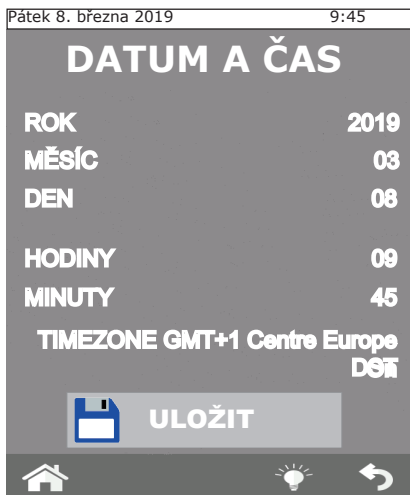 Pátek 8. března 2019 9:45
DATUM A ČAS
ROK 2019
MĚSÍC 03
DEN 08
HODINY 09
MINUTY 45
TIMEZONE GMT+1 Centre Europe
ULOŽIT